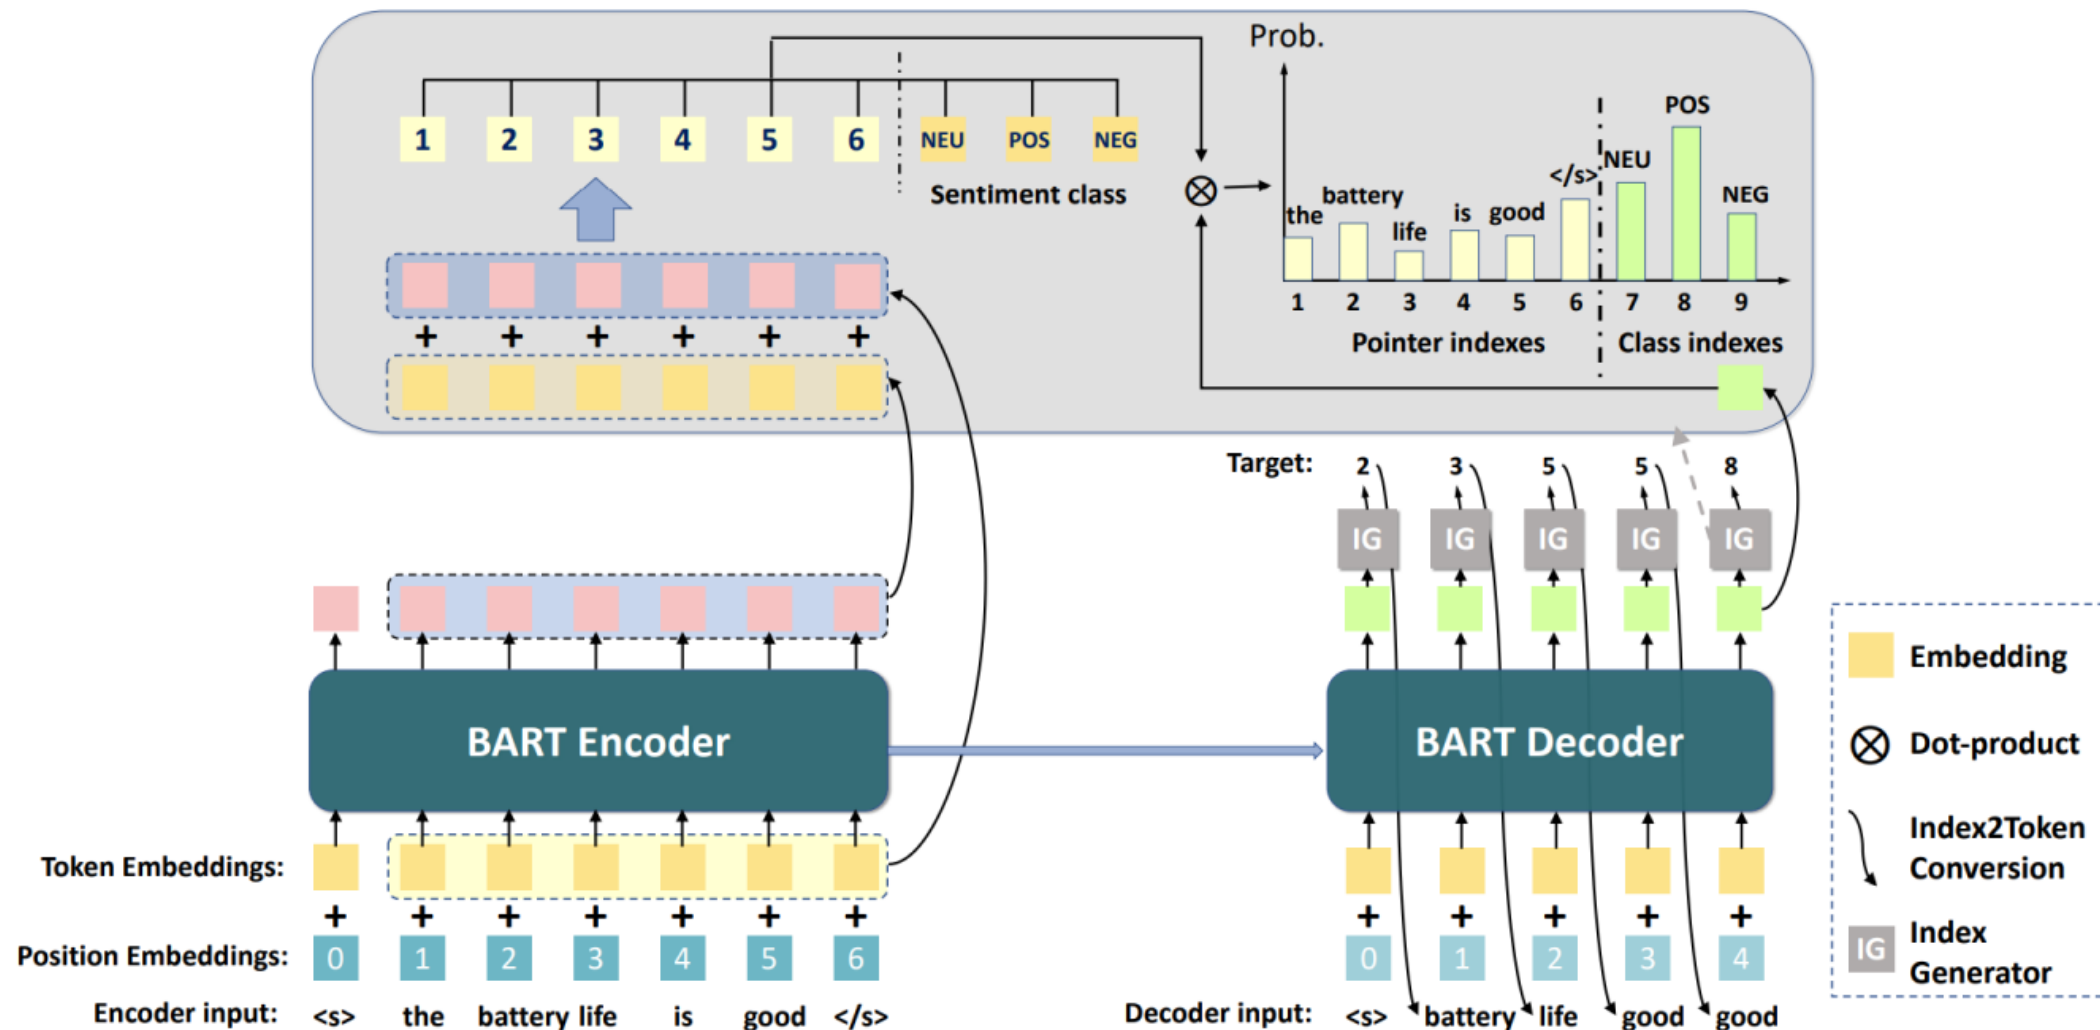 Prob.
1 2 3 4 5 6 NEU POS NEG
Sentiment class
the battery life is good </s> NEU POS NEG
1 2 3 4 5 6 7 8 9
Pointer indexes Class indexes
+ + + + + +
Target: 2 3 5 5 8
IG IG IG IG IG
BART Encoder
BART Decoder
Token Embeddings:
+ + + + + + +
+ + + + +
Position Embeddings: 0 1 2 3 4 5 6
0 1 2 3 4
Encoder input: <s> the battery life is good </s>
Decoder input: <s> battery life good good
Embedding
Dot-product
Index2Token
Conversion
IG Index
Generator